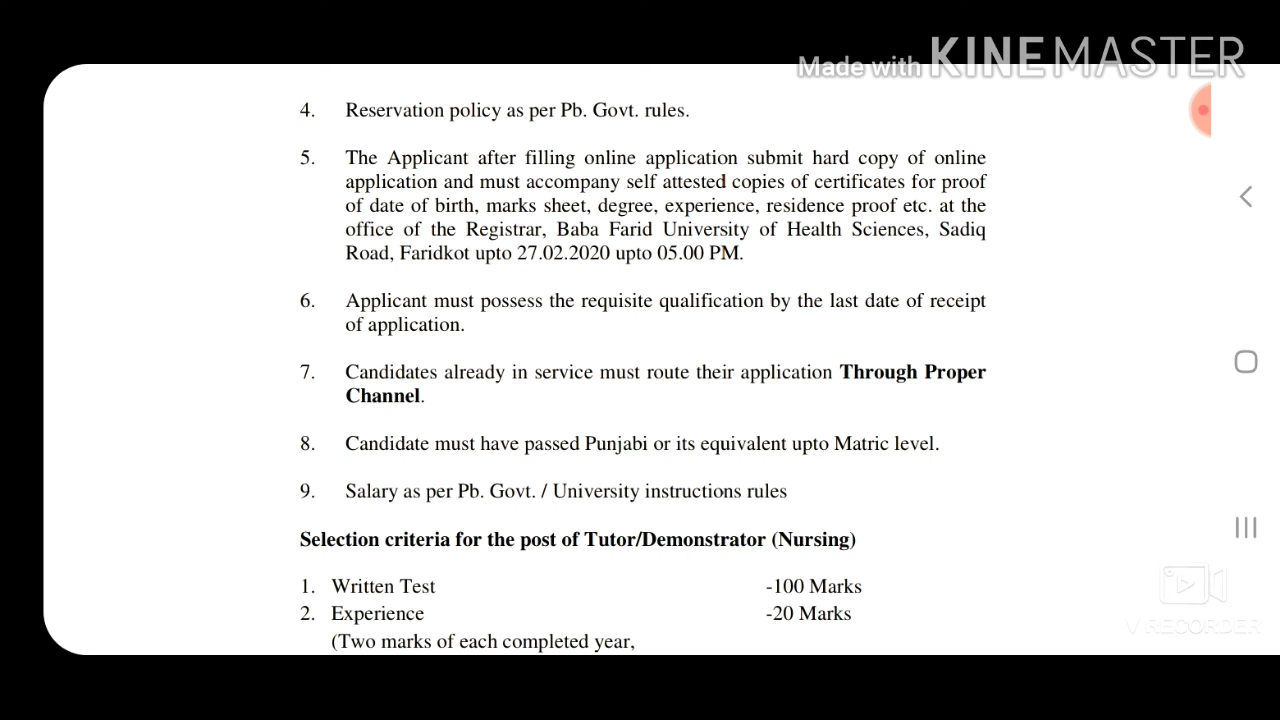 Made with KINEMASTER
4. Reservation policy as per Pb. Govt. rules.
5. The Applicant after filling online application submit hard copy of online
application and must accompany self attested copies of certificates for proof
of date of birth, marks sheet, degree, experience, residence proof etc. at the
office of the Registrar, Baba Farid University of Health Sciences, Sadiq
Road, Faridkot upto 27.02.2020 upto 05.00 PM.
6. Applicant must possess the requisite qualification by the last date of receipt
of application.
7. Candidates already in service must route their application Through Proper
Channel.
8. Candidate must have passed Punjabi or its equivalent upto Matric level.
9. Salary as per Pb. Govt. / University instructions rules
Selection criteria for the post of Tutor/Demonstrator (Nursing)
1. Written Test -100 Marks
2. Experience -20 Marks
(Two marks of each completed year,
V RECORDER